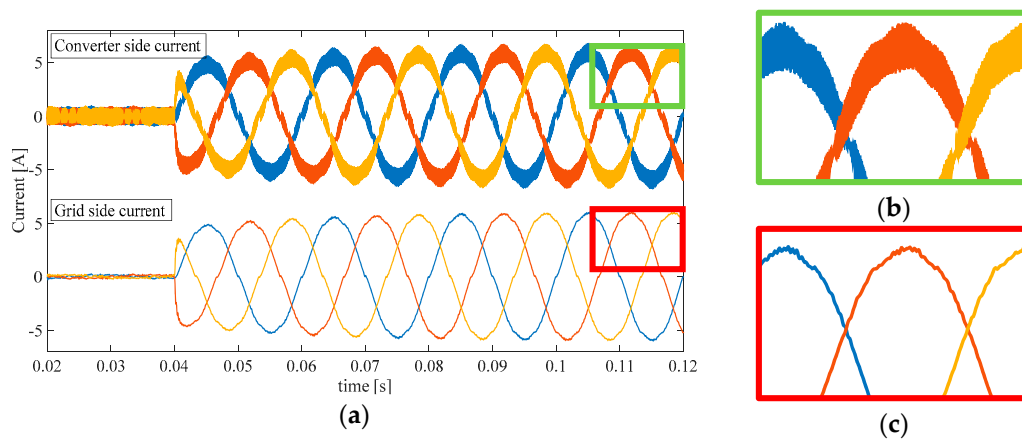 Converter side current
5
0
-5
Current [A]
Grid side current
5
0
-5
0.02 0.03 0.04 0.05 0.06 0.07 0.08 0.09 0.10 0.11 0.12
time [s]
(a)
(b)
(c)